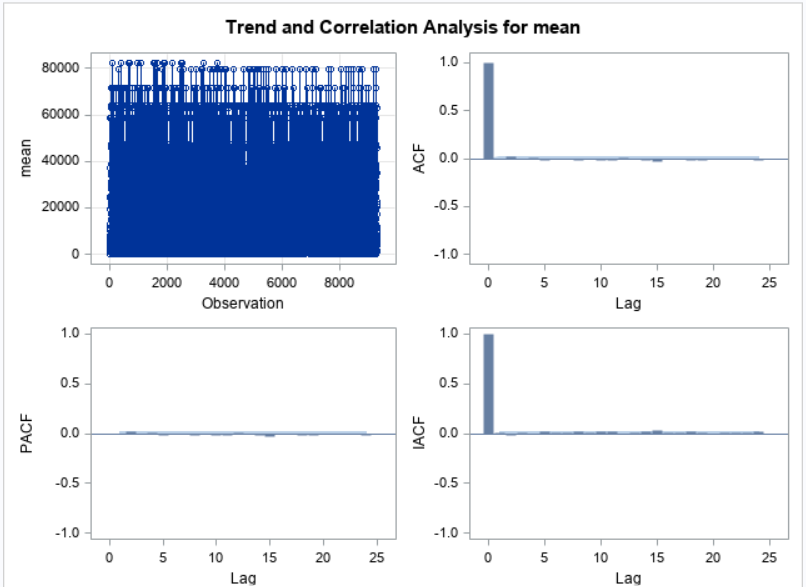 Trend and Correlation Analysis for mean
80000
60000
40000
20000
0
mean
0 2000 4000 6000 8000
Observation
1.0
0.5
0.0
-0.5
-1.0
ACF
0 5 10 15 20 25
Lag
1.0
0.5
0.0
-0.5
-1.0
PACF
0 5 10 15 20 25
Lag
1.0
0.5
0.0
-0.5
-1.0
IACF
0 5 10 15 20 25
Lag